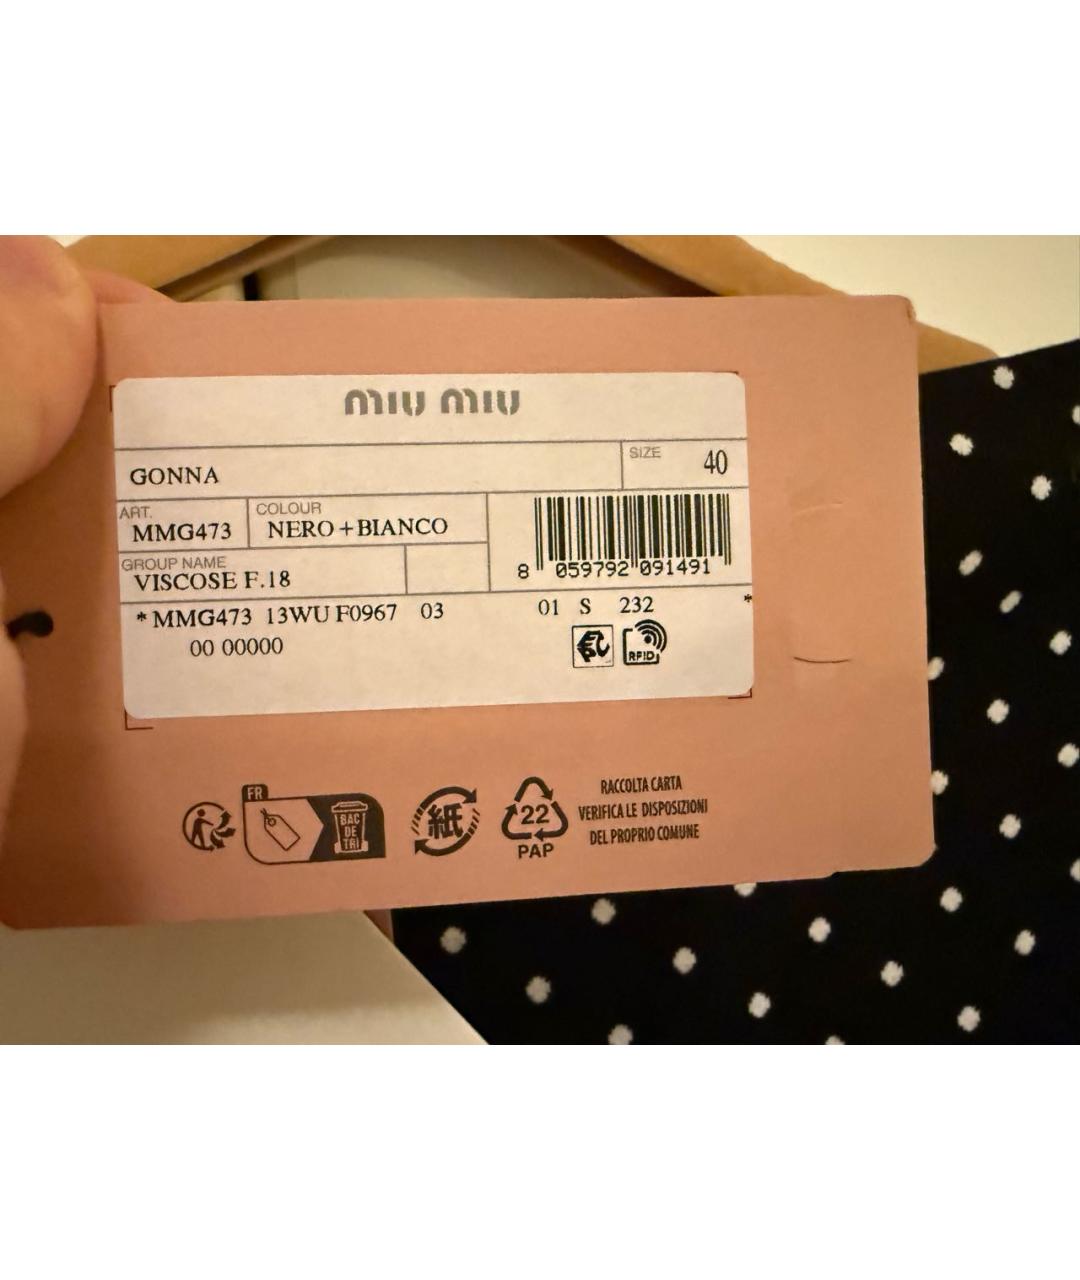 MIU MIU
GONNA
SIZE
40
ART.
MMG473
COLOUR
NERO+BIANCO
GROUP NAME
VISCOSE F.18
8 059792 091491
*MMG473 13WU F0967 03 01 S 232 *
00 00000
RFID
FR
BAC
DE
TRI
紙
22
PAP
RACCOLTA CARTA
VERIFICA LE DISPOSIZIONI
DEL PROPRIO COMUNE